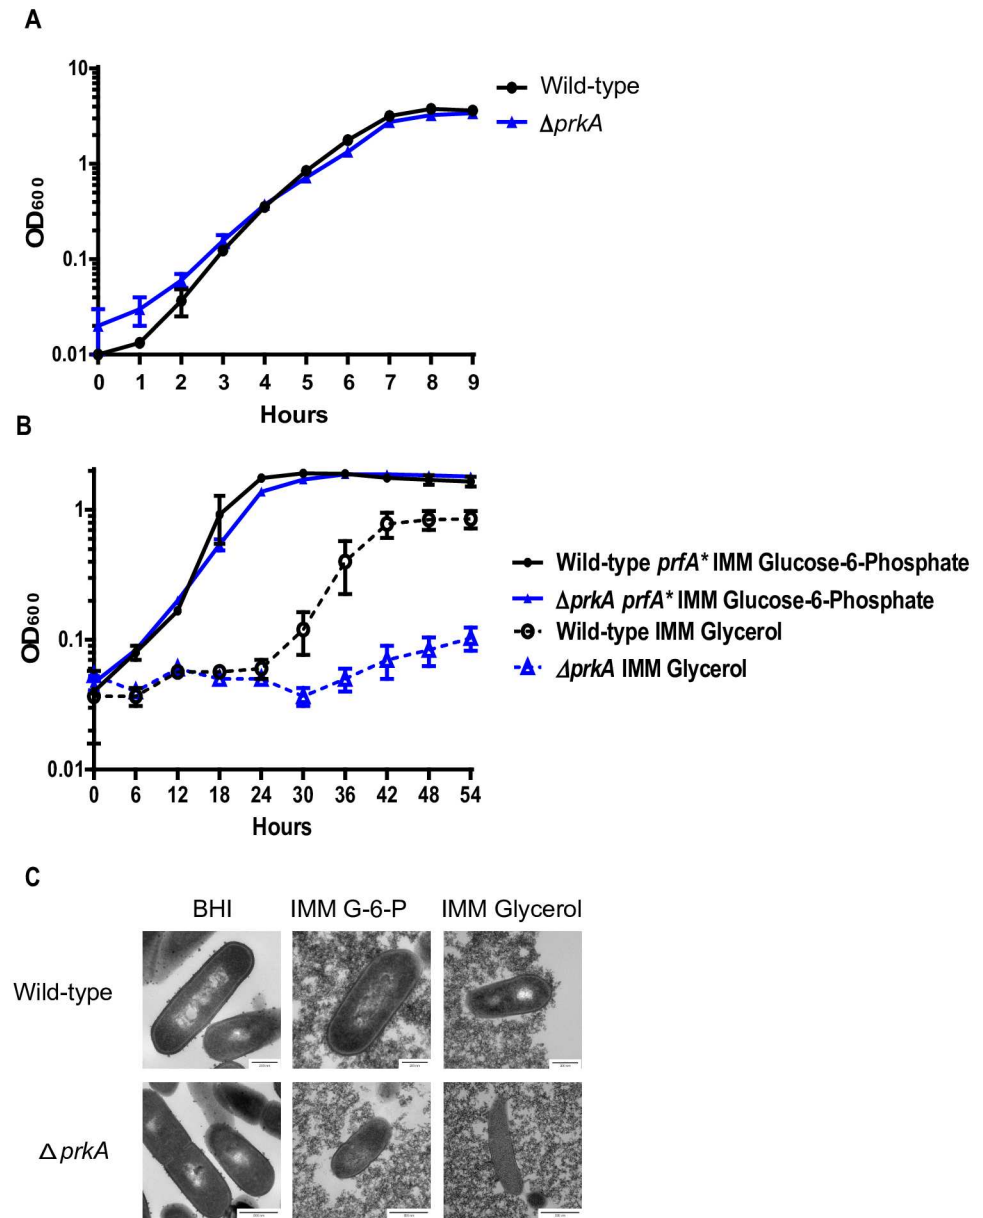 A
10
1
0.1
0.01
OD600
0 1 2 3 4 5 6 7 8 9
Hours
Wild-type
ΔprkA
B
1
0.1
0.01
OD600
0 6 12 18 24 30 36 42 48 54
Hours
Wild-type prfA* IMM Glucose-6-Phosphate
ΔprkA prfA* IMM Glucose-6-Phosphate
Wild-type IMM Glycerol
ΔprkA IMM Glycerol
C
BHI IMM G-6-P IMM Glycerol
Wild-type
Δ prkA